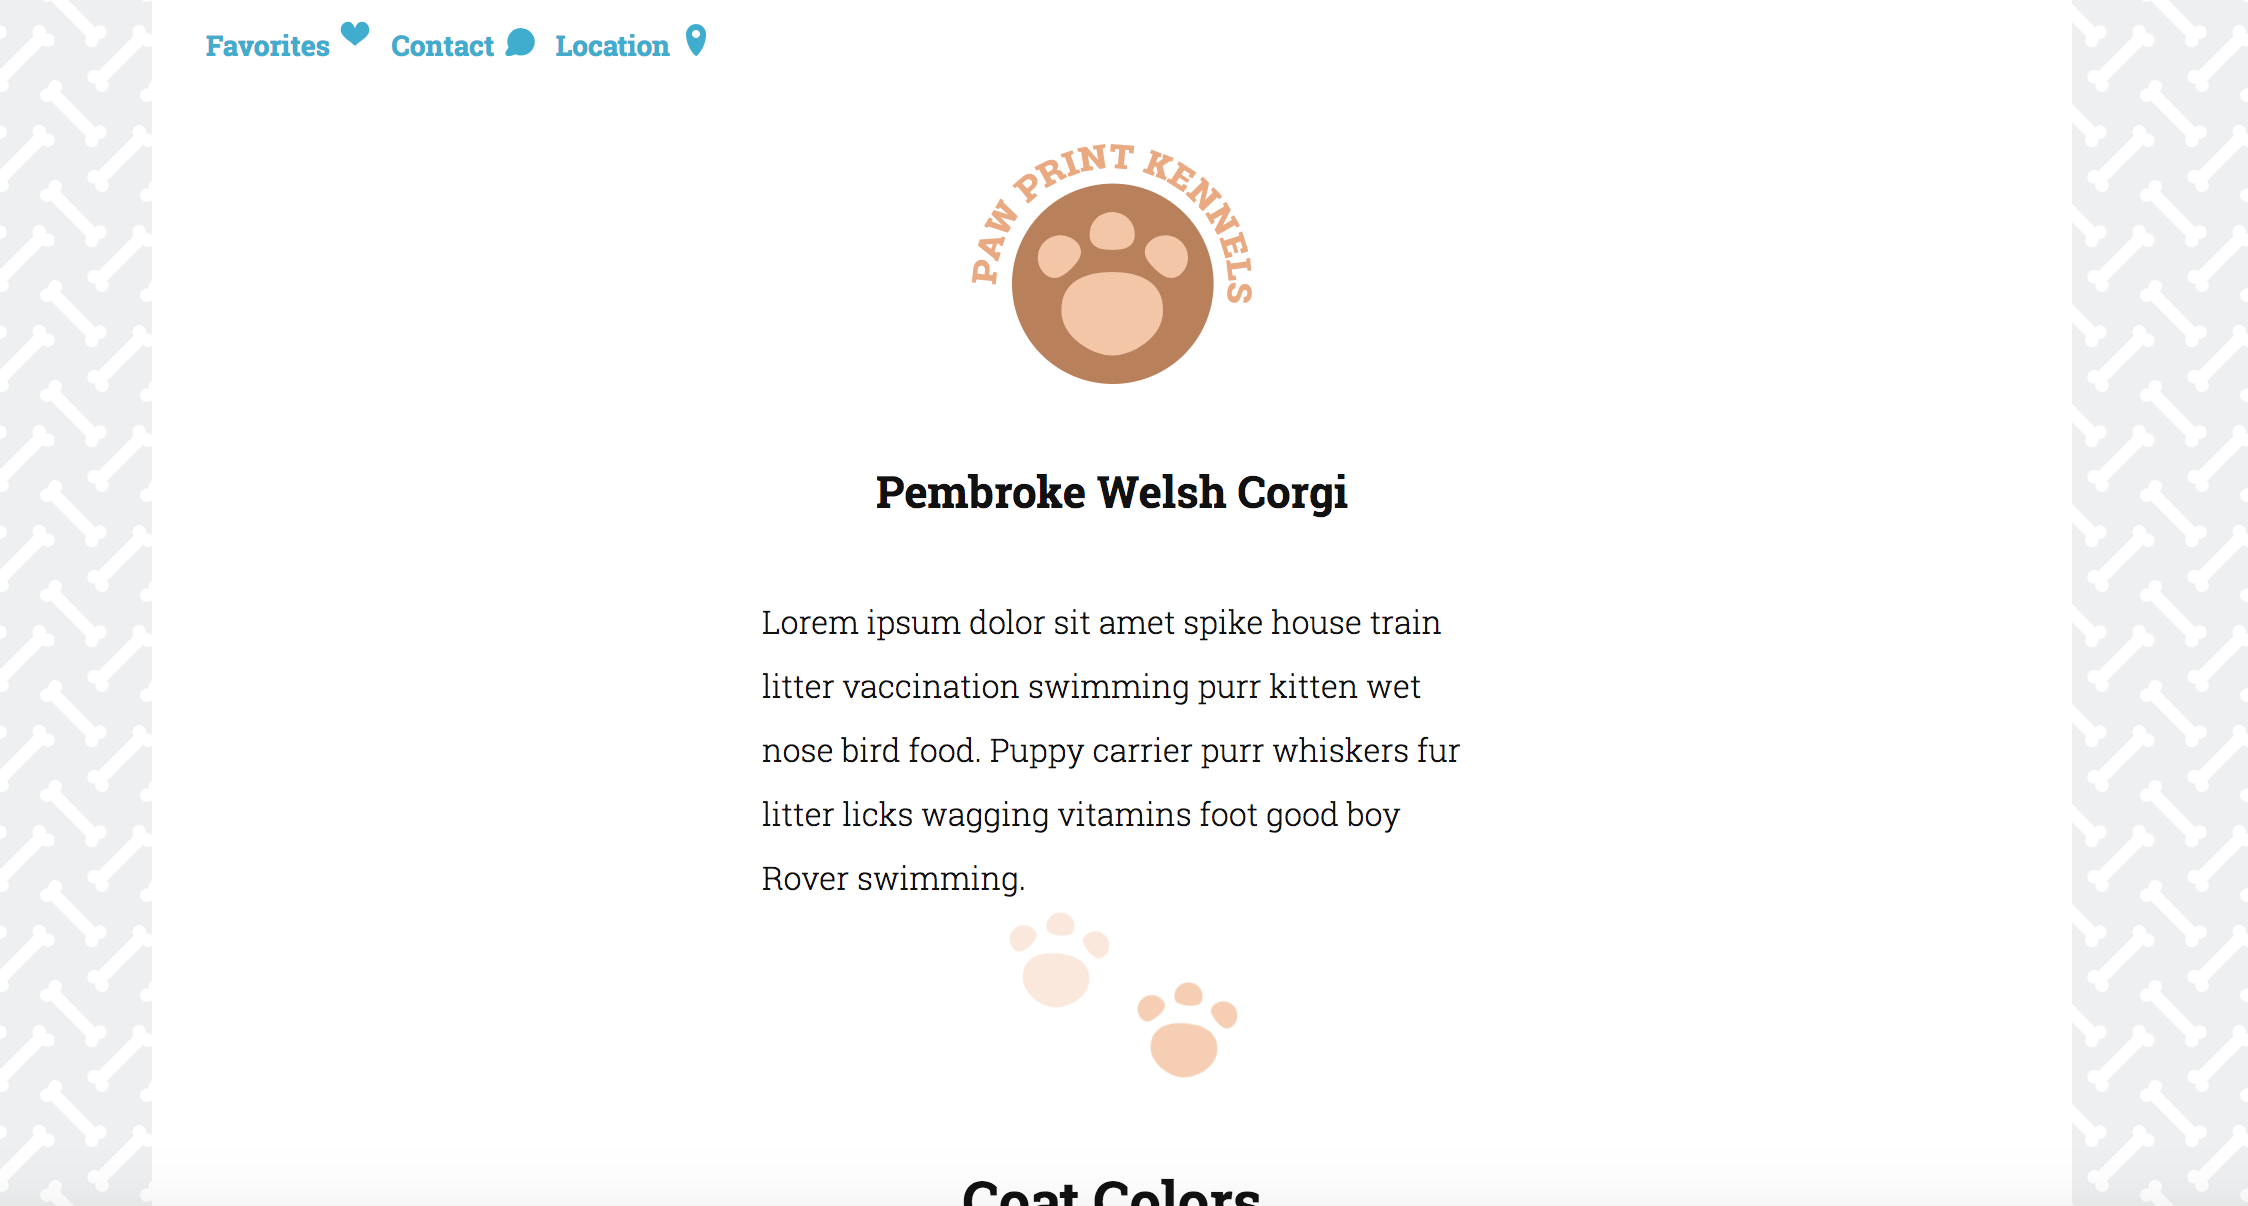 Favorites Contact Location
PAW PRINT KENNELS
Pembroke Welsh Corgi
Lorem ipsum dolor sit amet spike house train
litter vaccination swimming purr kitten wet
nose bird food. Puppy carrier purr whiskers fur
litter licks wagging vitamins foot good boy
Rover swimming.
Coat Colors